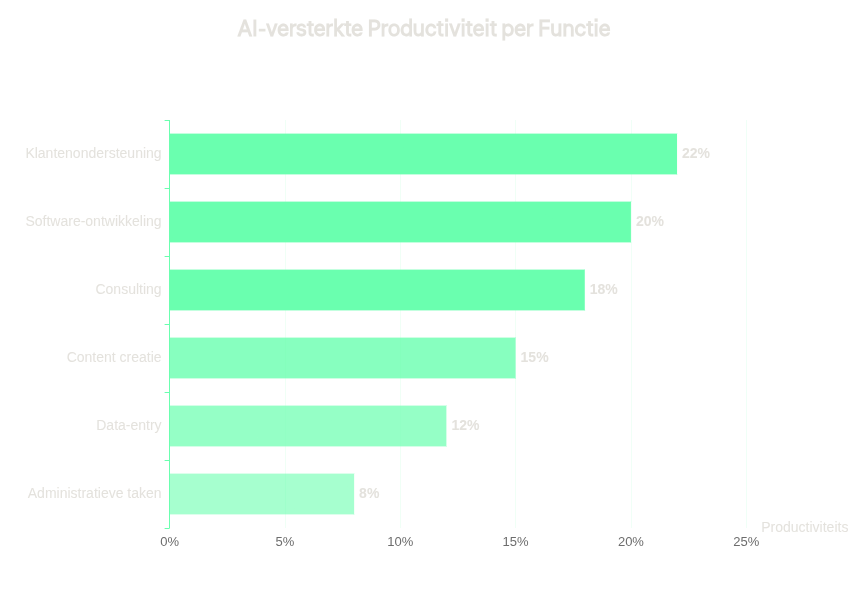 AI-versterkte Productiviteit per Functie
Klantenondersteuning 22%
Software-ontwikkeling 20%
Consulting 18%
Content creatie 15%
Data-entry 12%
Administratieve taken 8%
Productiviteits
0% 5% 10% 15% 20% 25%